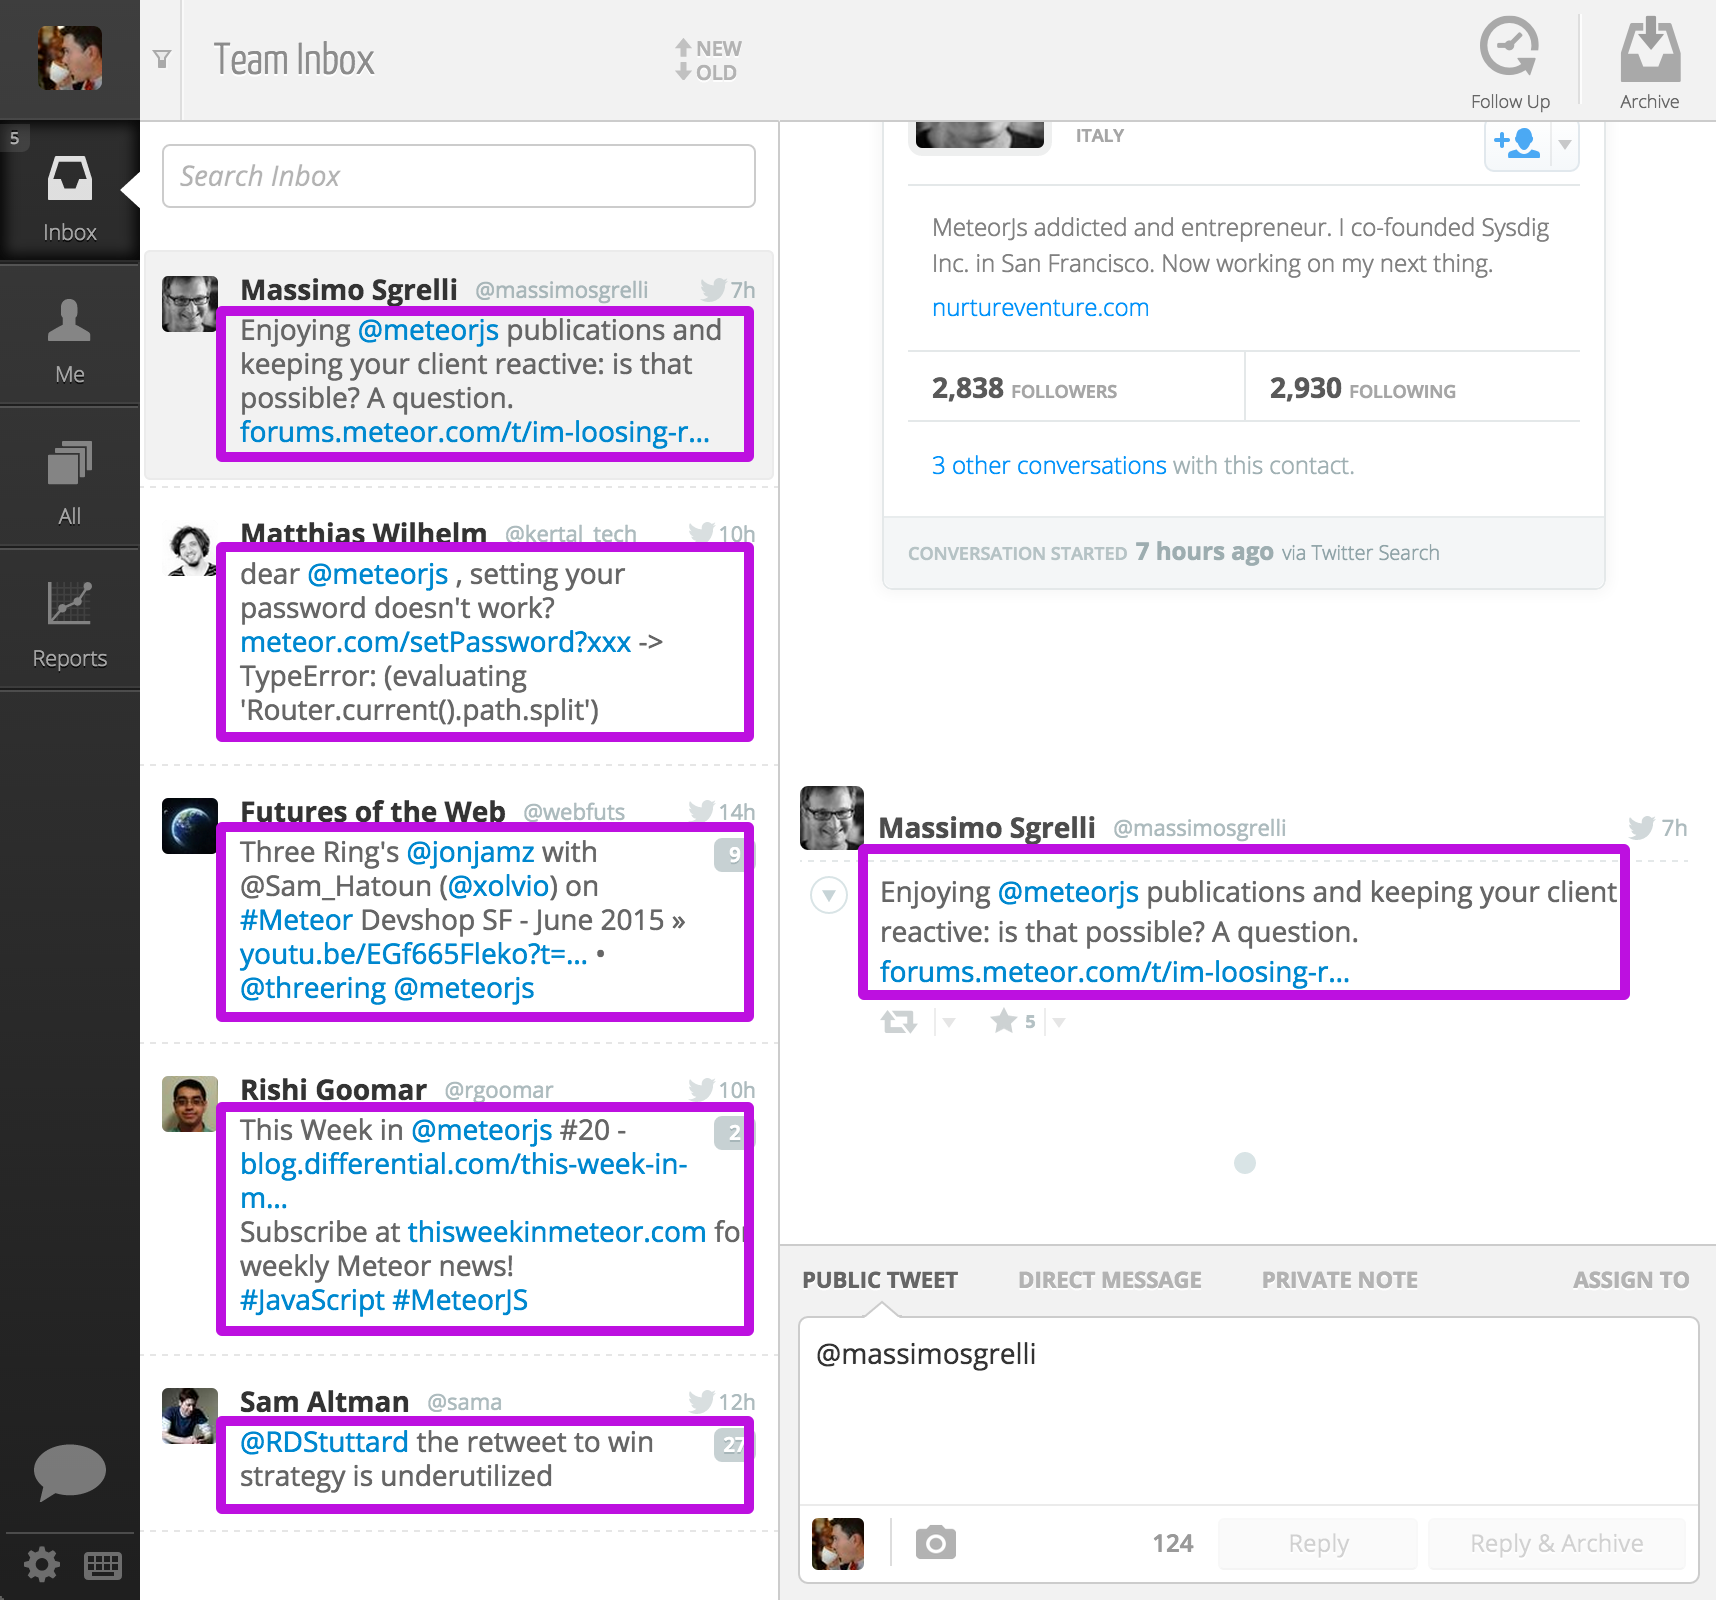 Team Inbox
NEW
OLD
Follow Up
Archive
5
Inbox
Me
All
Reports
Search Inbox
Massimo Sgrelli @massimosgrelli 7h
Enjoying @meteorjs publications and
keeping your client reactive: is that
possible? A question.
forums.meteor.com/t/im-loosing-r...
Matthias Wilhelm @kertal_tech 10h
dear @meteorjs , setting your
password doesn't work?
meteor.com/setPassword?xxx ->
TypeError: (evaluating
'Router.current().path.split')
Futures of the Web @webfuts 14h
Three Ring's @jonjamz with 9
@Sam_Hatoun (@xolvio) on
#Meteor Devshop SF - June 2015 »
youtu.be/EGf665Fleko?t=... •
@threering @meteorjs
Rishi Goomar @rgoomar 10h
This Week in @meteorjs #20 - 2
blog.differential.com/this-week-in-
m...
Subscribe at thisweekinmeteor.com for
weekly Meteor news!
#JavaScript #MeteorJS
Sam Altman @sama 12h
@RDStuttard the retweet to win 27
strategy is underutilized
ITALY
MeteorJs addicted and entrepreneur. I co-founded Sysdig
Inc. in San Francisco. Now working on my next thing.
nurtureventure.com
2,838 FOLLOWERS 2,930 FOLLOWING
3 other conversations with this contact.
CONVERSATION STARTED 7 hours ago via Twitter Search
Massimo Sgrelli @massimosgrelli 7h
Enjoying @meteorjs publications and keeping your client
reactive: is that possible? A question.
forums.meteor.com/t/im-loosing-r...
5
PUBLIC TWEET DIRECT MESSAGE PRIVATE NOTE ASSIGN TO
@massimosgrelli
124 Reply Reply & Archive